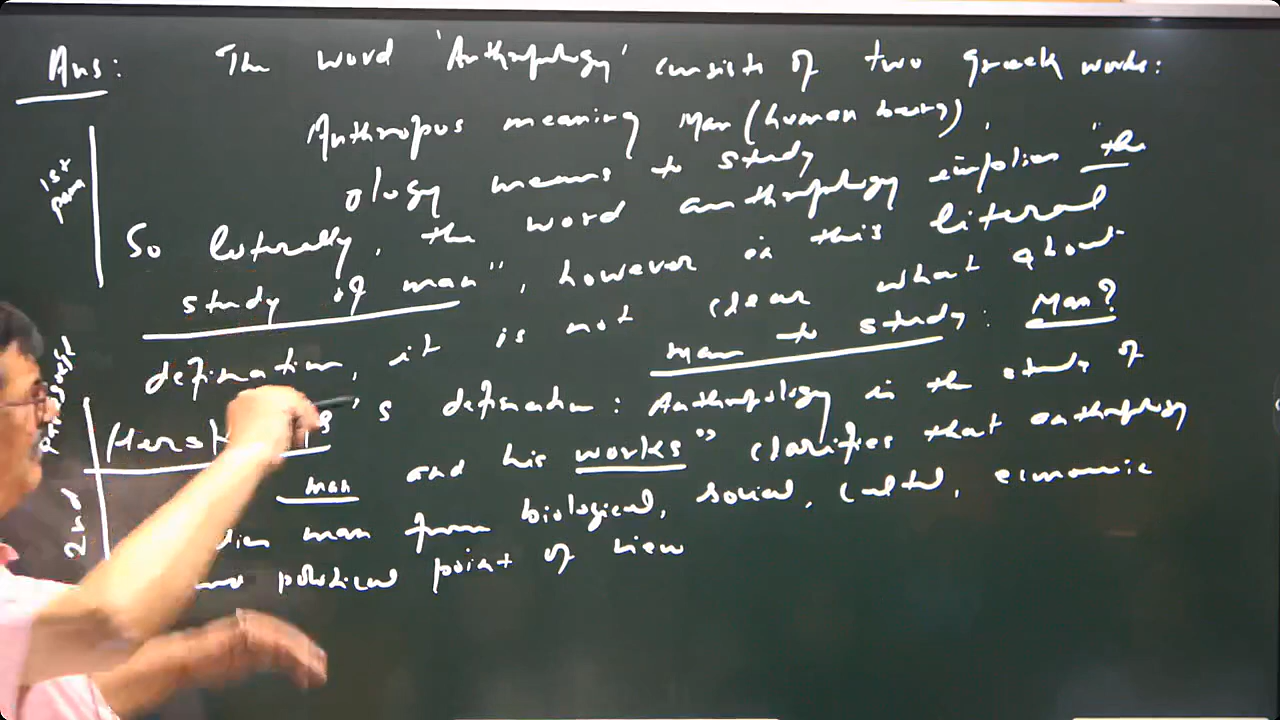 Ans: The word 'Anthropology' consists of two greek words:
Anthropus meaning Man (human being),
ology means to study
1st para
So literally, the word anthropology implies "the
study of man", however in this literal
defination, it is not clear what about
man to study: Man?
's defination: Anthropology is the study of
man and his works" clarifies that anthropology
2nd
man from biological, social, cultul, economic
political point of view